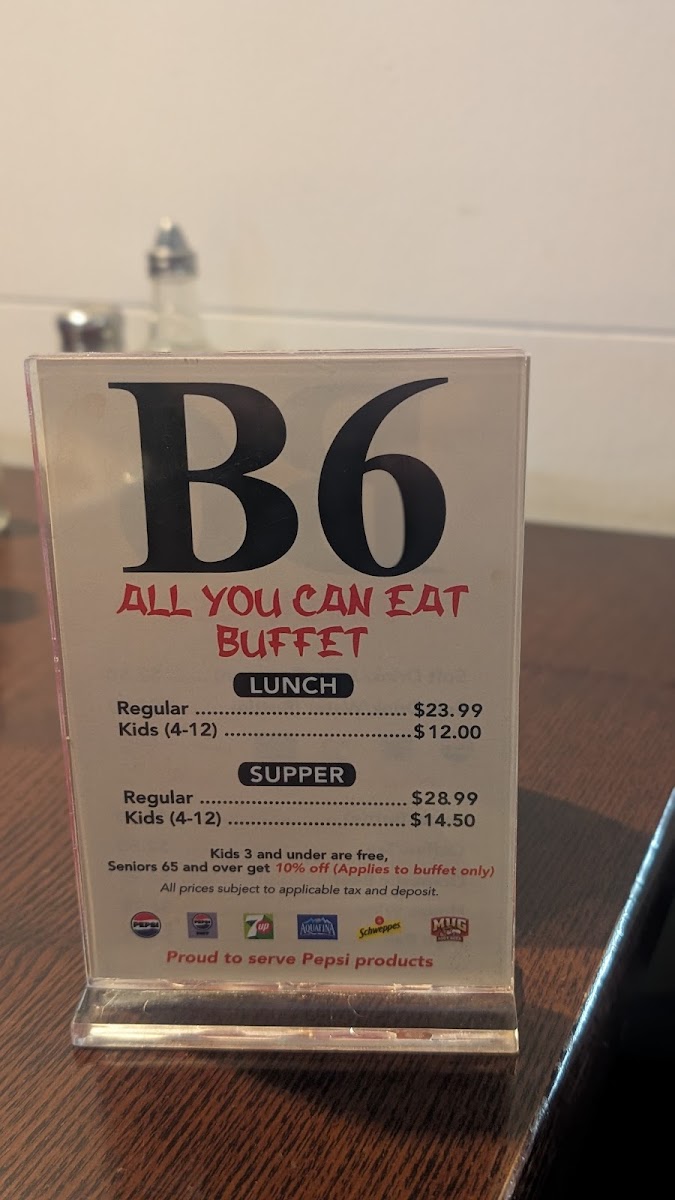 B6
ALL YOU CAN EAT
BUFFET
LUNCH
Regular ........................................ $23.99
Kids (4-12) .................................... $12.00
SUPPER
Regular ........................................ $28.99
Kids (4-12) .................................... $14.50
Kids 3 and under are free,
Seniors 65 and over get 10% off (Applies to buffet only)
All prices subject to applicable tax and deposit.
PEPSI PEPSI 7up AQUAFINA Schweppes MUG
Proud to serve Pepsi products